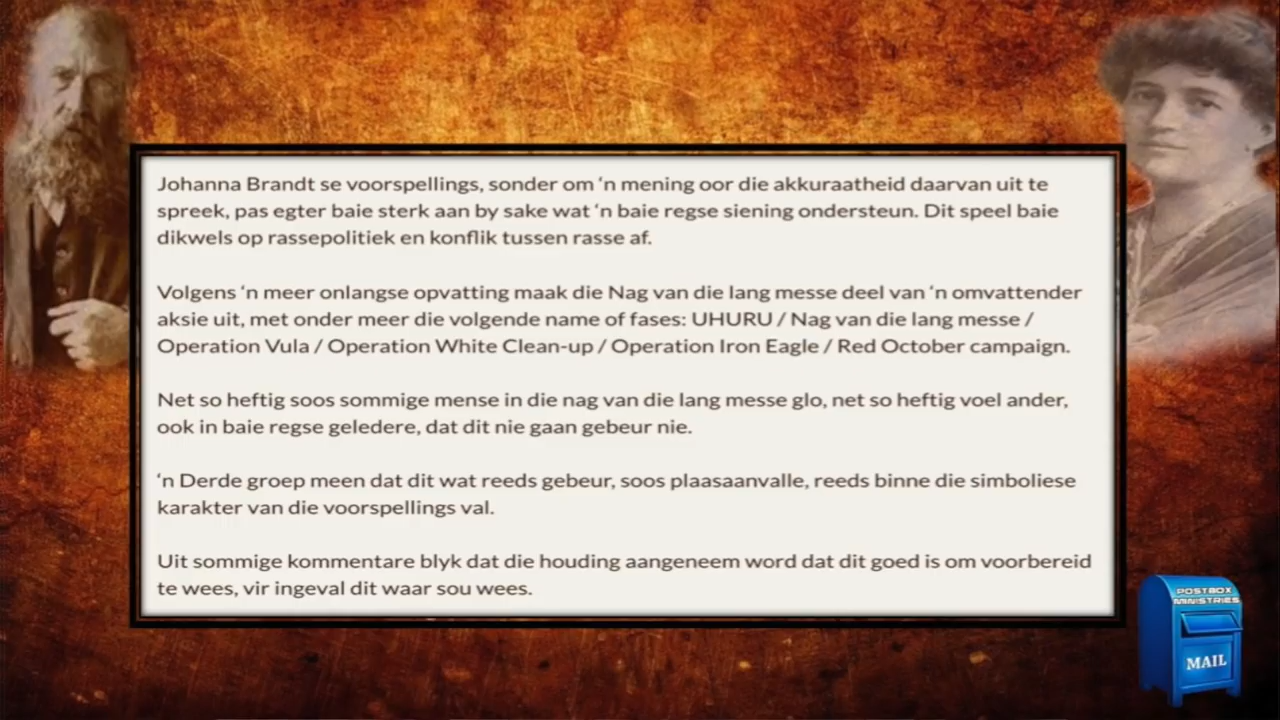 Johanna Brandt se voorspellings, sonder om ‘n mening oor die akkuraatheid daarvan uit te
spreek, pas egter baie sterk aan by sake wat ‘n baie regse siening ondersteun. Dit speel baie
dikwels op rassepolitiek en konflik tussen rasse af.
Volgens ‘n meer onlangse opvatting maak die Nag van die lang messe deel van ‘n omvattender
aksie uit, met onder meer die volgende name of fases: UHURU / Nag van die lang messe /
Operation Vula / Operation White Clean-up / Operation Iron Eagle / Red October campaign.
Net so heftig soos sommige mense in die nag van die lang messe glo, net so heftig voel ander,
ook in baie regse geledere, dat dit nie gaan gebeur nie.
‘n Derde groep meen dat dit wat reeds gebeur, soos plaasaanvalle, reeds binne die simboliese
karakter van die voorspellings val.
Uit sommige kommentare blyk dat die houding aangeneem word dat dit goed is om voorbereid
te wees, vir ingeval dit waar sou wees.
POSTBOX
MINISTRIES
MAIL